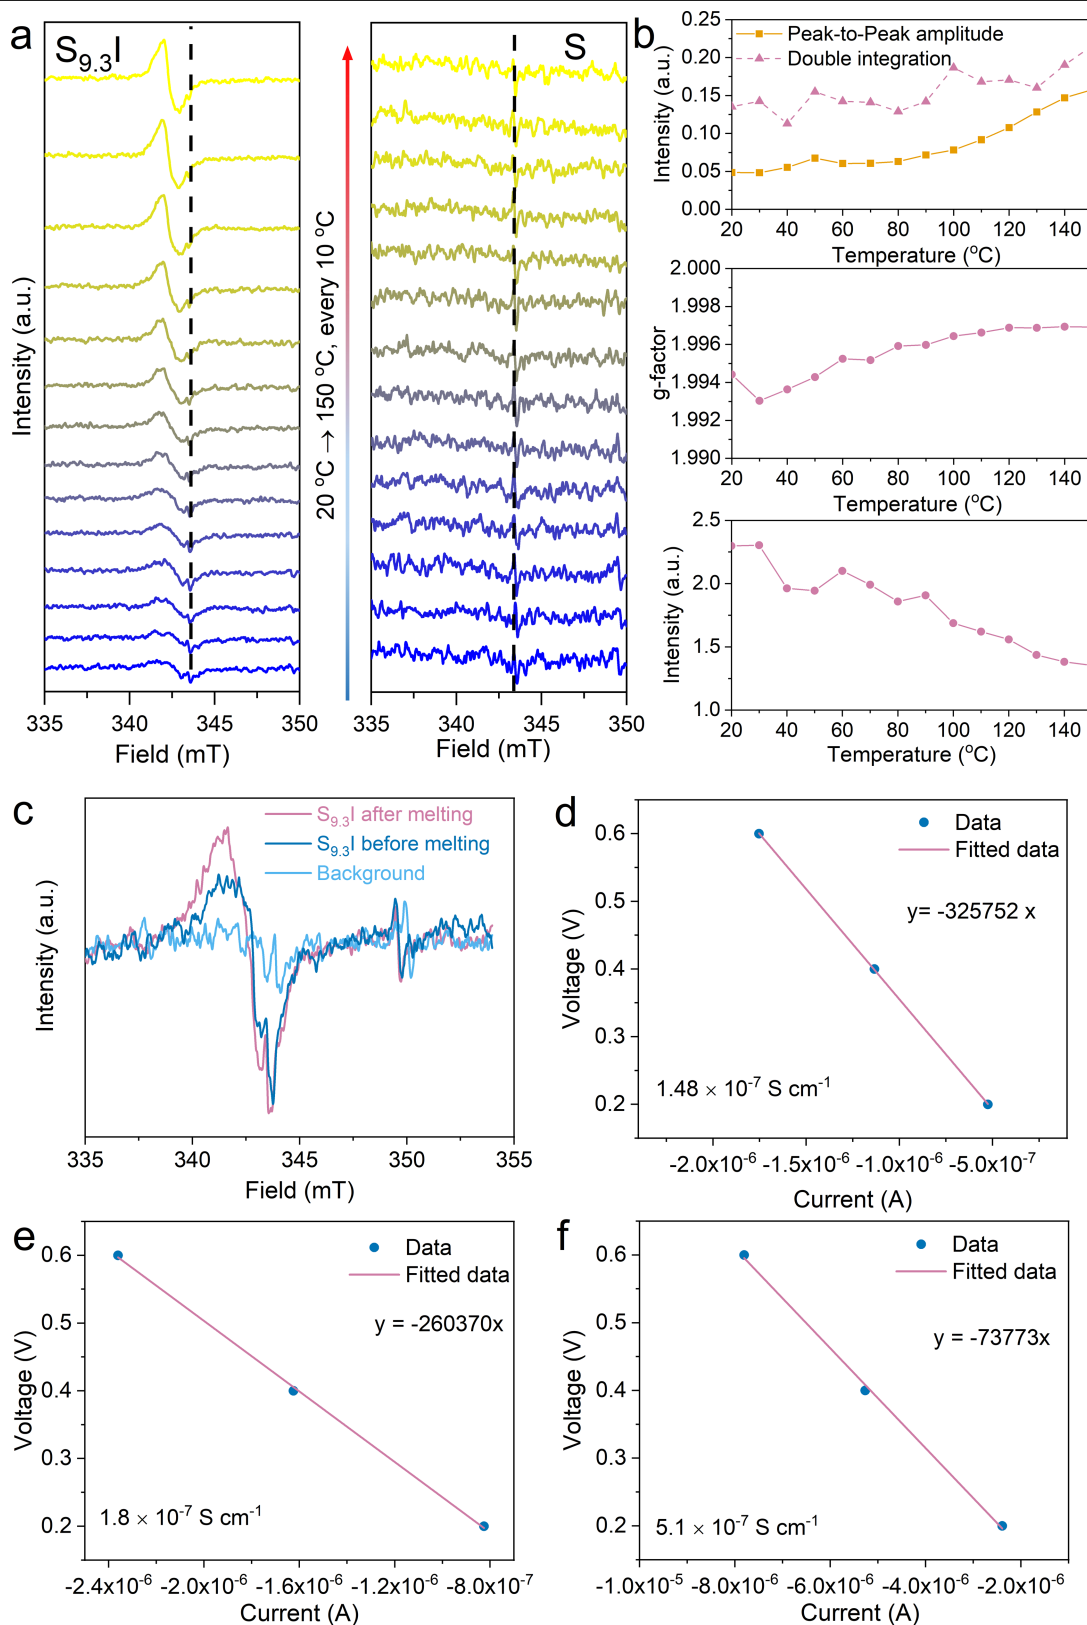 a
S9.3I
S
Intensity (a.u.)
20 °C → 150 °C, every 10 °C
335 340 345 350
Field (mT)
335 340 345 350
Field (mT)
b
Peak-to-Peak amplitude
Double integration
Intensity (a.u.)
0.25
0.20
0.15
0.10
0.05
0.00
20 40 60 80 100 120 140
Temperature (°C)
g-factor
2.000
1.998
1.996
1.994
1.992
1.990
20 40 60 80 100 120 140
Temperature (°C)
Intensity (a.u.)
2.5
2.0
1.5
1.0
20 40 60 80 100 120 140
Temperature (°C)
c
S9.3I after melting
S9.3I before melting
Background
Intensity (a.u.)
335 340 345 350 355
Field (mT)
d
Data
Fitted data
y= -325752 x
Voltage (V)
0.6
0.5
0.4
0.3
0.2
1.48 × 10-7 S cm-1
-2.0x10-6 -1.5x10-6 -1.0x10-6 -5.0x10-7
Current (A)
e
Data
Fitted data
y = -260370x
Voltage (V)
0.6
0.5
0.4
0.3
0.2
1.8 × 10-7 S cm-1
-2.4x10-6 -2.0x10-6 -1.6x10-6 -1.2x10-6 -8.0x10-7
Current (A)
f
Data
Fitted data
y = -73773x
Voltage (V)
0.6
0.5
0.4
0.3
0.2
5.1 × 10-7 S cm-1
-1.0x10-5 -8.0x10-6 -6.0x10-6 -4.0x10-6 -2.0x10-6
Current (A)